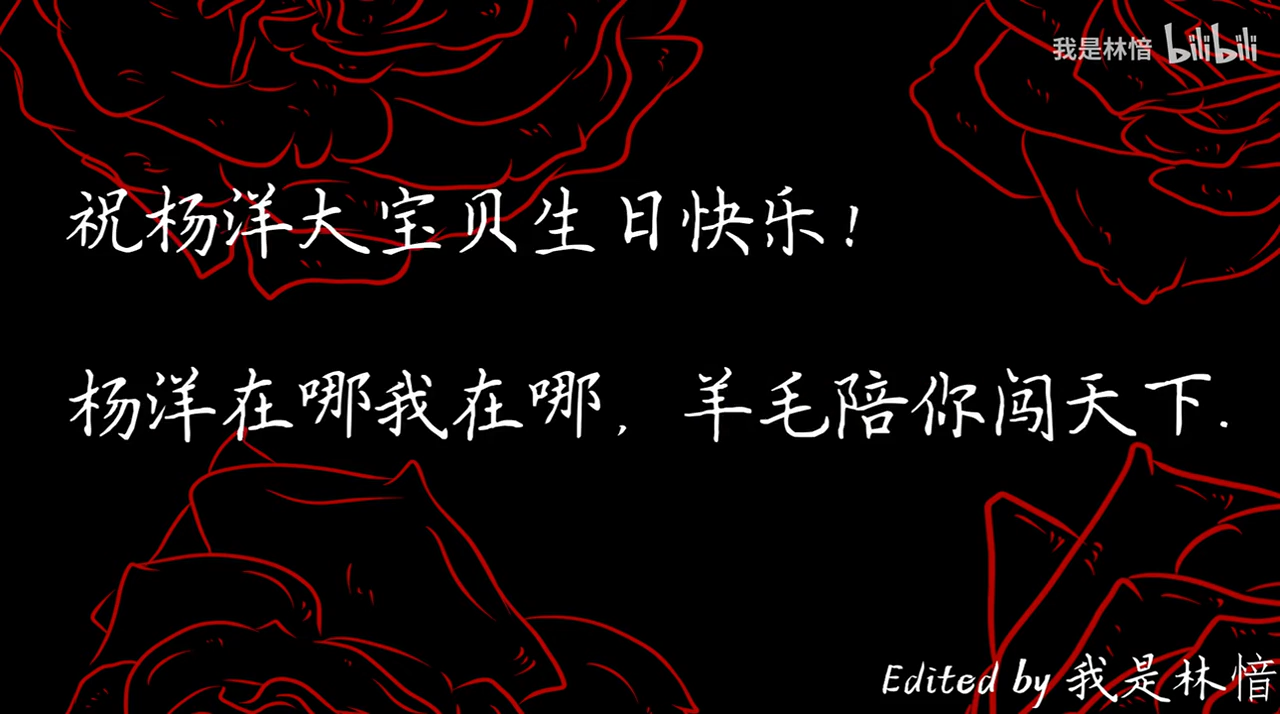 我是林愔 bilibili
祝杨洋大宝贝生日快乐!
杨洋在哪我在哪, 羊毛陪你闯天下.
Edited by 我是林愔